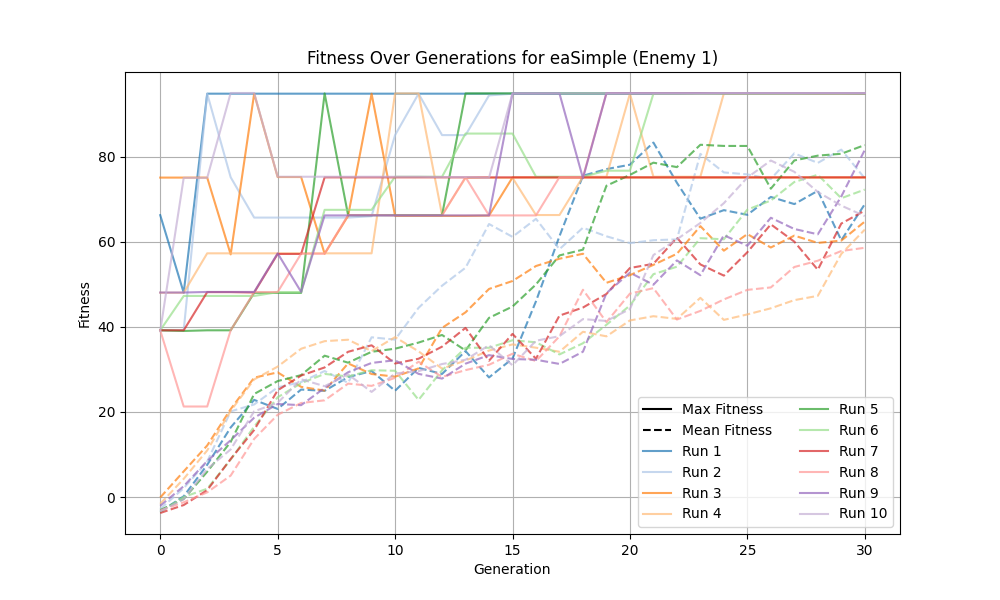 Fitness Over Generations for eaSimple (Enemy 1)
Fitness
80
60
40
20
0
0 5 10 15 20 25 30
Generation
Max Fitness
Mean Fitness
Run 1
Run 2
Run 3
Run 4
Run 5
Run 6
Run 7
Run 8
Run 9
Run 10